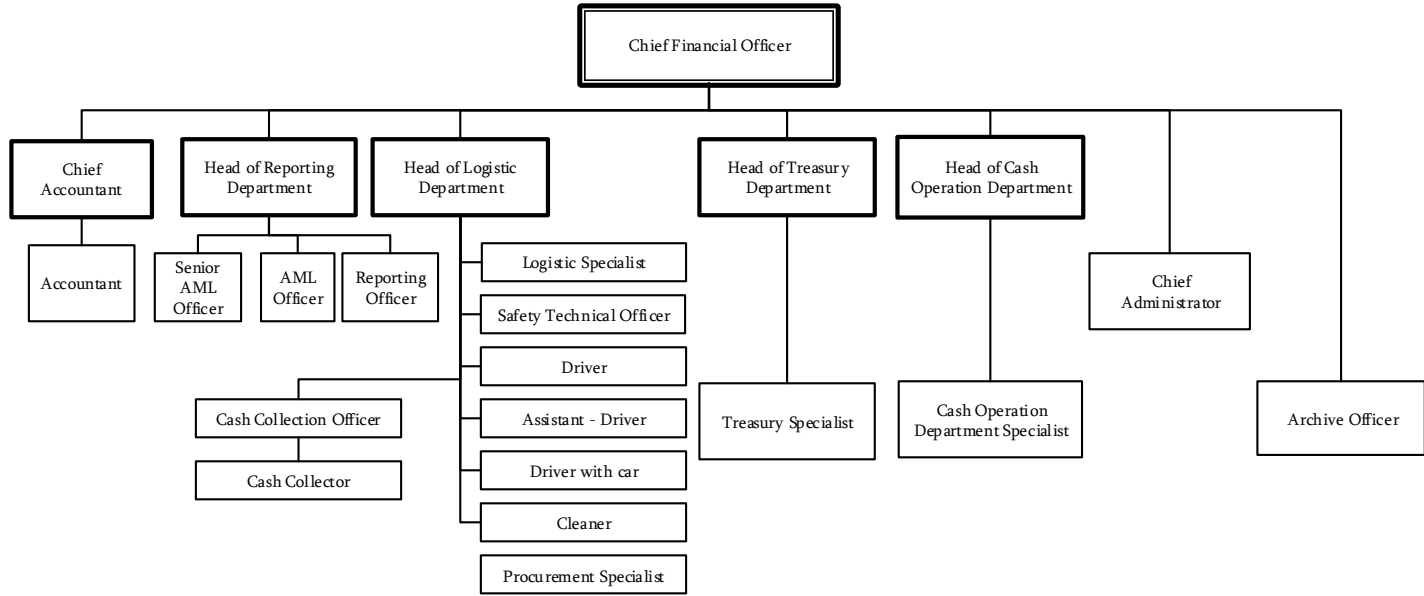 Chief Financial Officer
Chief
Accountant
Head of Reporting
Department
Head of Logistic
Department
Head of Treasury
Department
Head of Cash
Operation Department
Accountant
Senior
AML
Officer
AML
Officer
Reporting
Officer
Logistic Specialist
Safety Technical Officer
Driver
Assistant - Driver
Driver with car
Cleaner
Procurement Specialist
Cash Collection Officer
Cash Collector
Treasury Specialist
Cash Operation
Department Specialist
Chief
Administrator
Archive Officer